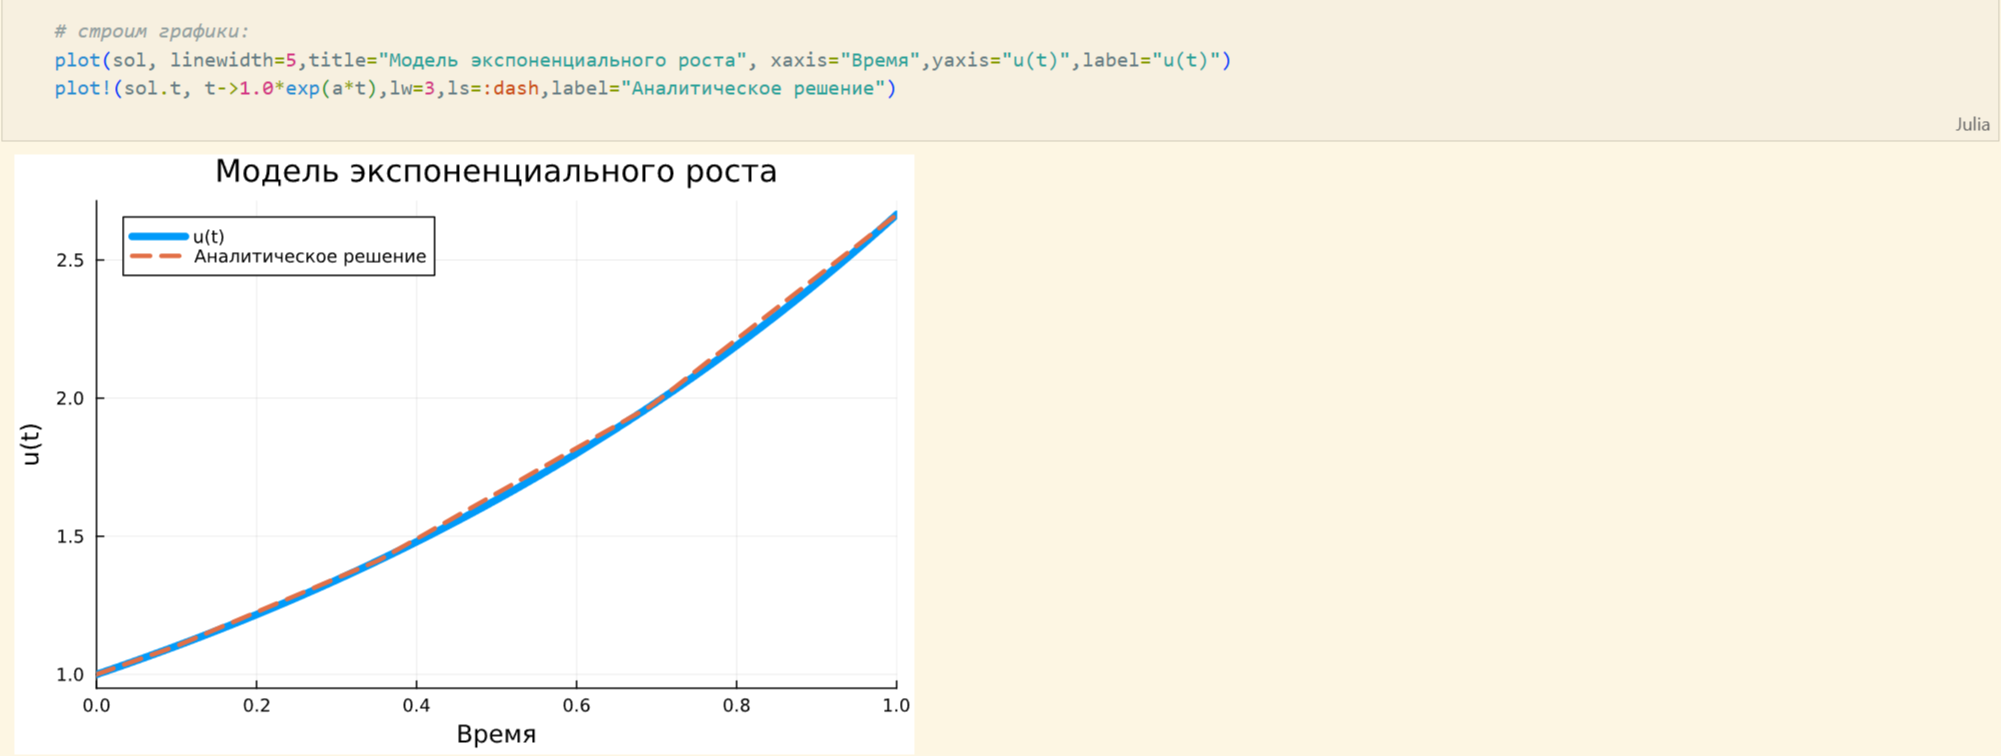 # строим графики:
plot(sol, linewidth=5,title="Модель экспоненциального роста", xaxis="Время",yaxis="u(t)",label="u(t)")
plot!(sol.t, t->1.0*exp(a*t),lw=3,ls=:dash,label="Аналитическое решение")
Julia
Модель экспоненциального роста
u(t)
Аналитическое решение
2.5
2.0
1.5
1.0
u(t)
0.0 0.2 0.4 0.6 0.8 1.0
Время